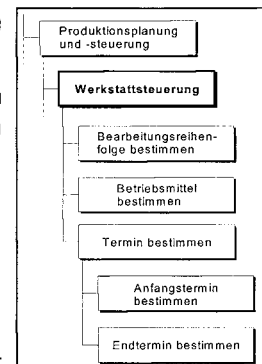 Produktionsplanung
und -steuerung
Werkstattsteuerung
Bearbeitungsreihen-
folge bestimmen
Betriebsmittel
bestimmen
Termin bestimmen
Anfangstermin
bestimmen
Endtermin bestimmen